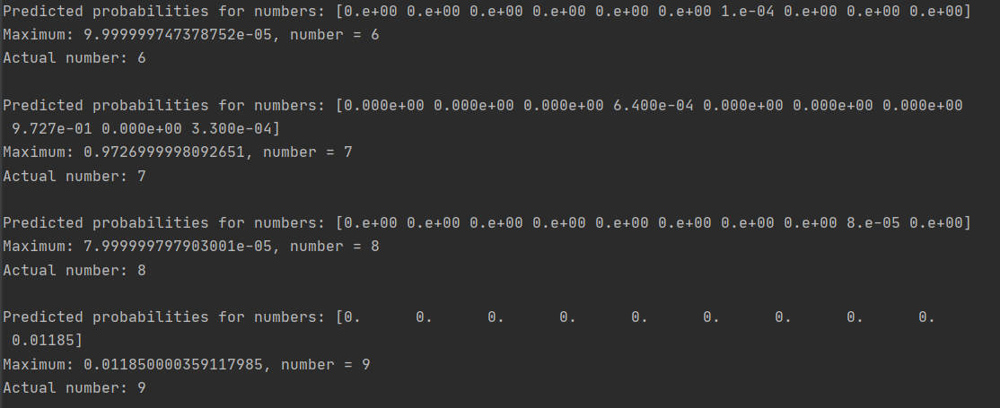 Predicted probabilities for numbers: [0.e+00 0.e+00 0.e+00 0.e+00 0.e+00 0.e+00 1.e-04 0.e+00 0.e+00 0.e+00]
Maximum: 9.999999747378752e-05, number = 6
Actual number: 6
Predicted probabilities for numbers: [0.000e+00 0.000e+00 0.000e+00 6.400e-04 0.000e+00 0.000e+00 0.000e+00
9.727e-01 0.000e+00 3.300e-04]
Maximum: 0.9726999998092651, number = 7
Actual number: 7
Predicted probabilities for numbers: [0.e+00 0.e+00 0.e+00 0.e+00 0.e+00 0.e+00 0.e+00 0.e+00 8.e-05 0.e+00]
Maximum: 7.999999797903001e-05, number = 8
Actual number: 8
Predicted probabilities for numbers: [0. 0. 0. 0. 0. 0. 0. 0. 0.
0.01185]
Maximum: 0.011850000359117985, number = 9
Actual number: 9